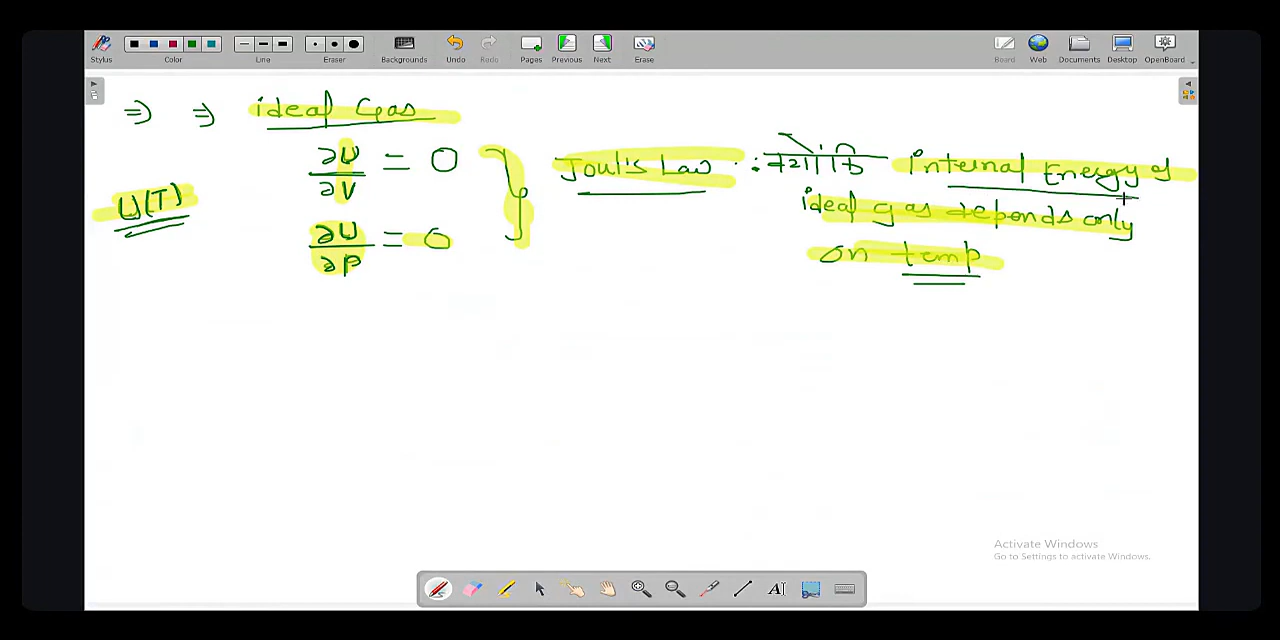 Stylus Color Line Eraser Backgrounds Undo Redo Pages Previous Next Erase Board Web Documents Desktop OpenBoard
⇒ ⇒ ideal Gas
∂U/∂V = 0
U(T)
∂U/∂P = 0
Joul's Law : internal Energy of
ideal gas depends only
on temp
Activate Windows
Go to Settings to activate Windows.